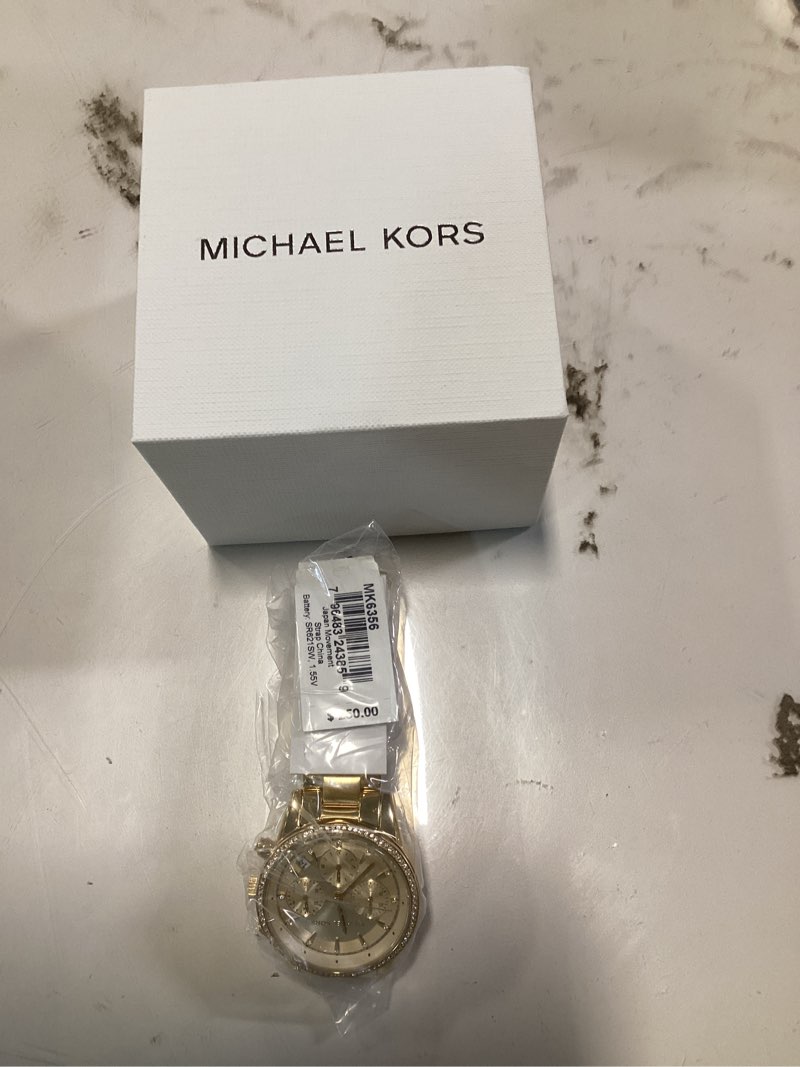 MICHAEL KORS
MK6356
Japan Movement
Strap China
Battery: SR621SW, 1.55V